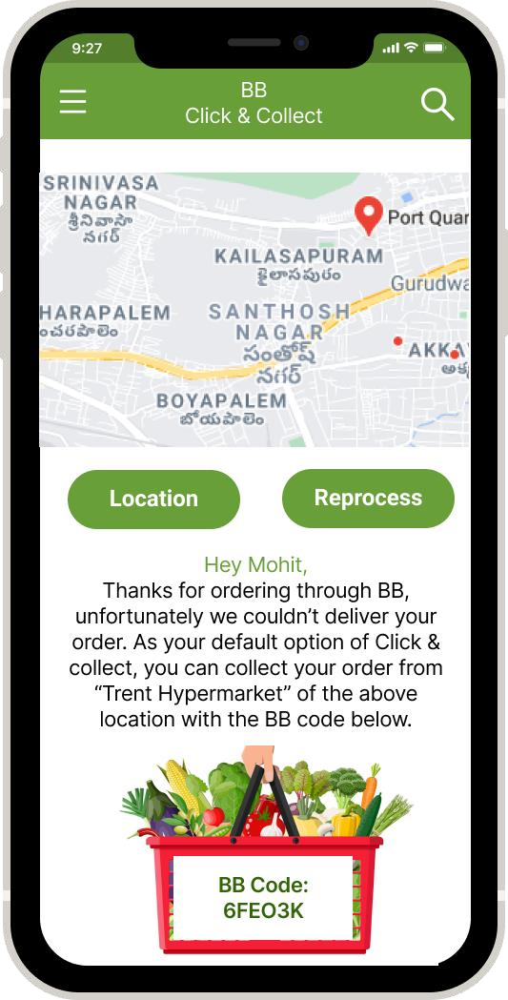 9:27
BB
Click & Collect
SRINIVASA
NAGAR
శ్రీనివాసా
నగర్
Port Quar
KAILASAPURAM
కైలాసపురం
Gurudwa
HARAPALEM
ంచరపాలెం
SANTHOSH
NAGAR
సంతోష్
నగర్
AKKA
అక్క
BOYAPALEM
బోయపాలెం
Location
Reprocess
Hey Mohit,
Thanks for ordering through BB,
unfortunately we couldn’t deliver your
order. As your default option of Click &
collect, you can collect your order from
“Trent Hypermarket” of the above
location with the BB code below.
BB Code:
6FEO3K